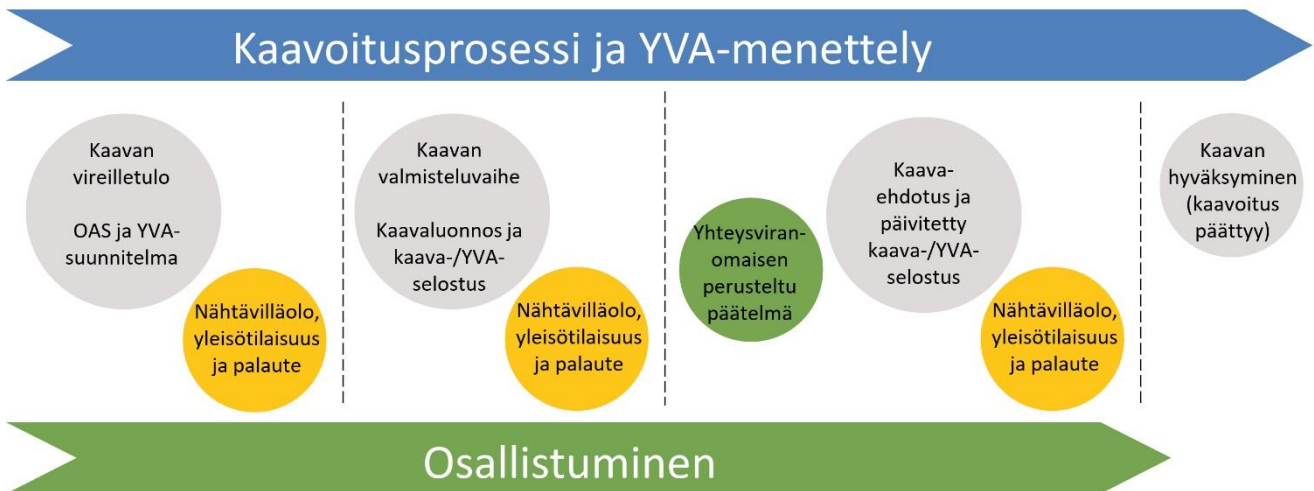 Kaavoitusprosessi ja YVA-menettely
Kaavan
vireilletulo
OAS ja YVA-
suunnitelma
Nähtävilläolo,
yleisötilaisuus
ja palaute
Kaavan
valmisteluvaihe
Kaavaluonnos ja
kaava-/YVA-
selostus
Nähtävilläolo,
yleisötilaisuus
ja palaute
Yhteysviran-
omaisen
perusteltu
päätelmä
Kaava-
ehdotus ja
päivitetty
kaava-/YVA-
selostus
Nähtävilläolo,
yleisötilaisuus
ja palaute
Kaavan
hyväksyminen
(kaavoitus
päättyy)
Osallistuminen